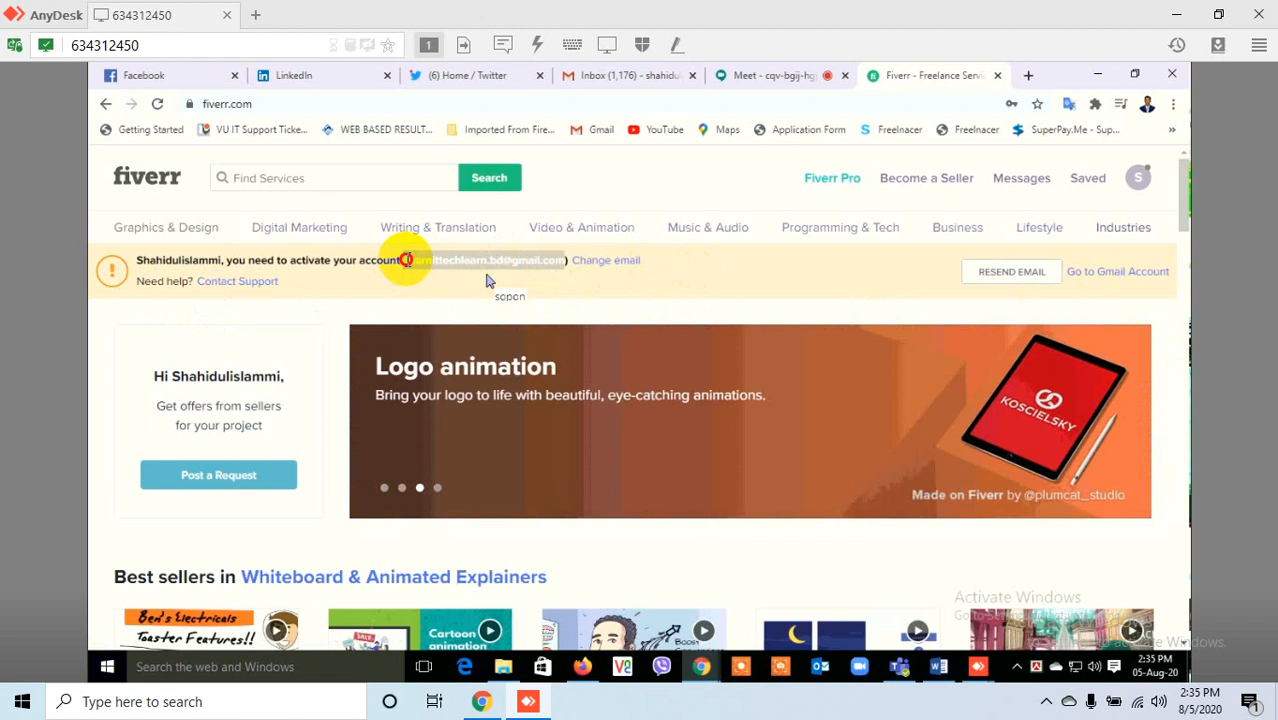 AnyDesk
634312450
634312450
1
Facebook
LinkedIn
(6) Home / Twitter
Inbox (1,176) - shahidu
Meet - cqv-bgij-hg
Fiverr - Freelance Servi
fiverr.com
Getting Started
VU IT Support Ticke...
WEB BASED RESULT...
Imported From Fire...
Gmail
YouTube
Maps
Application Form
Freelnacer
Freelnacer
SuperPay.Me - Sup...
»
fiverr
Find Services
Search
Fiverr Pro
Become a Seller
Messages
Saved
S
Graphics & Design
Digital Marketing
Writing & Translation
Video & Animation
Music & Audio
Programming & Tech
Business
Lifestyle
Industries
Shahidulislammi, you need to activate your account
) Change email
Need help? Contact Support
sopon
RESEND EMAIL
Go to Gmail Account
Hi Shahidulislammi,
Get offers from sellers
for your project
Post a Request
Logo animation
Bring your logo to life with beautiful, eye-catching animations.
KOSCIELSKY
Made on Fiverr by @plumcat_studio
Best sellers in Whiteboard & Animated Explainers
Ben's Electricals
Toaster Features!!
SALE
Cartoon
animation
Activate Windows
Search the web and Windows
2:35 PM
05-Aug-20
Type here to search
2:35 PM
8/5/2020